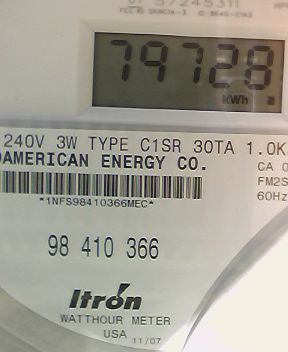 79728
kWh
240V 3W TYPE C1SR 30TA 1.0K
AMERICAN ENERGY CO.
CA 0
FM2S
60Hz
*1NFS98410366MEC*
98 410 366
Itron
WATTHOUR METER
USA 11/07